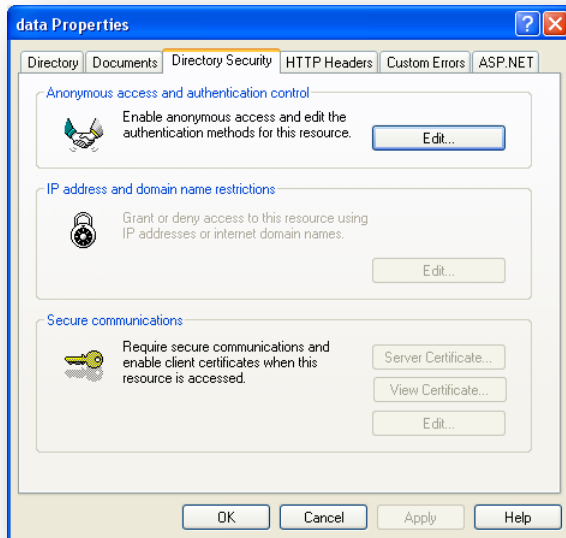 data Properties
?
Directory Documents Directory Security HTTP Headers Custom Errors ASP.NET
Anonymous access and authentication control
Enable anonymous access and edit the
authentication methods for this resource.
Edit...
IP address and domain name restrictions
Grant or deny access to this resource using
IP addresses or internet domain names.
Edit...
Secure communications
Require secure communications and
enable client certificates when this
resource is accessed.
Server Certificate...
View Certificate...
Edit...
OK Cancel Apply Help